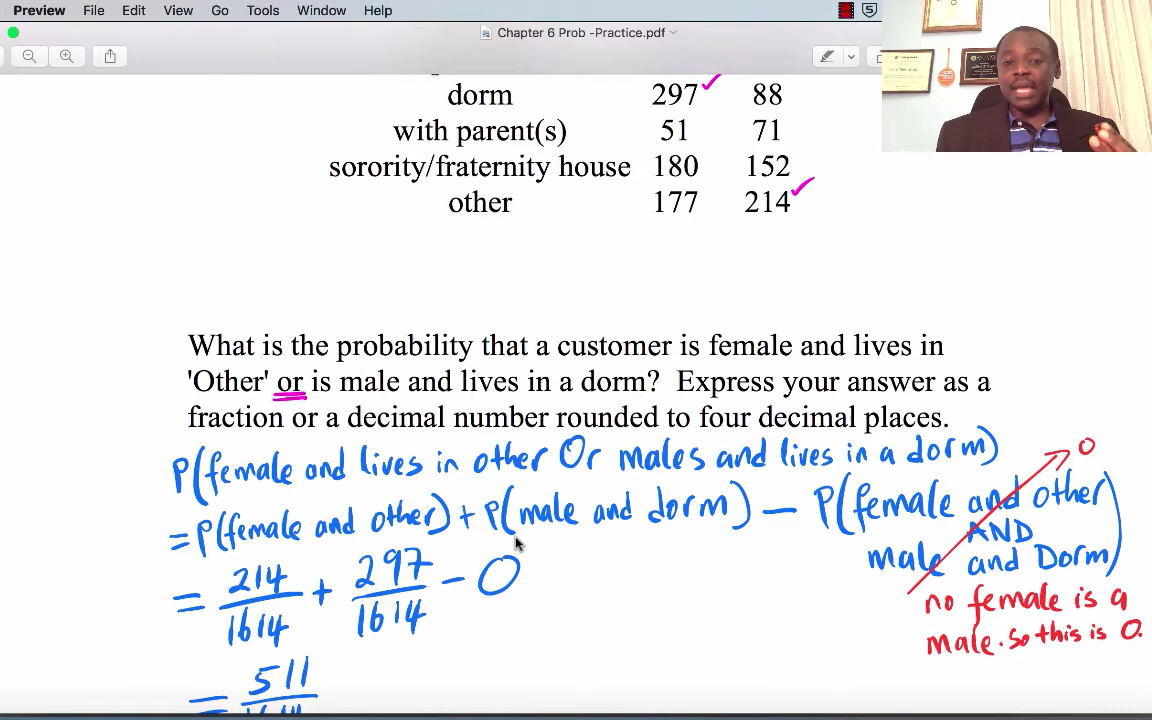 Preview File Edit View Go Tools Window Help
5
Chapter 6 Prob -Practice.pdf
dorm 297 88
with parent(s) 51 71
sorority/fraternity house 180 152
other 177 214
What is the probability that a customer is female and lives in
'Other' or is male and lives in a dorm? Express your answer as a
fraction or a decimal number rounded to four decimal places.
P(female and lives in other Or males and lives in a dorm)
= P(female and other) + P(male and dorm) - P(female and other
AND
male and Dorm)
0
= 214/1614 + 297/1614 - 0
no female is a
male. so this is 0.
= 511/1614